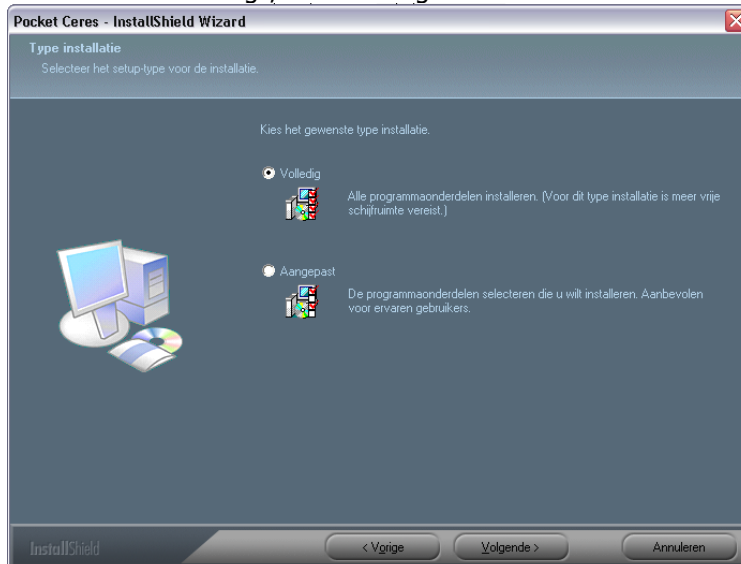 Pocket Ceres - InstallShield Wizard
Type installatie
Selecteer het setup-type voor de installatie.
Kies het gewenste type installatie.
Volledig
Alle programmaonderdelen installeren. (Voor dit type installatie is meer vrije
schijfruimte vereist.)
Aangepast
De programmaonderdelen selecteren die u wilt installeren. Aanbevolen
voor ervaren gebruikers.
InstallShield
< Vorige
Volgende >
Annuleren